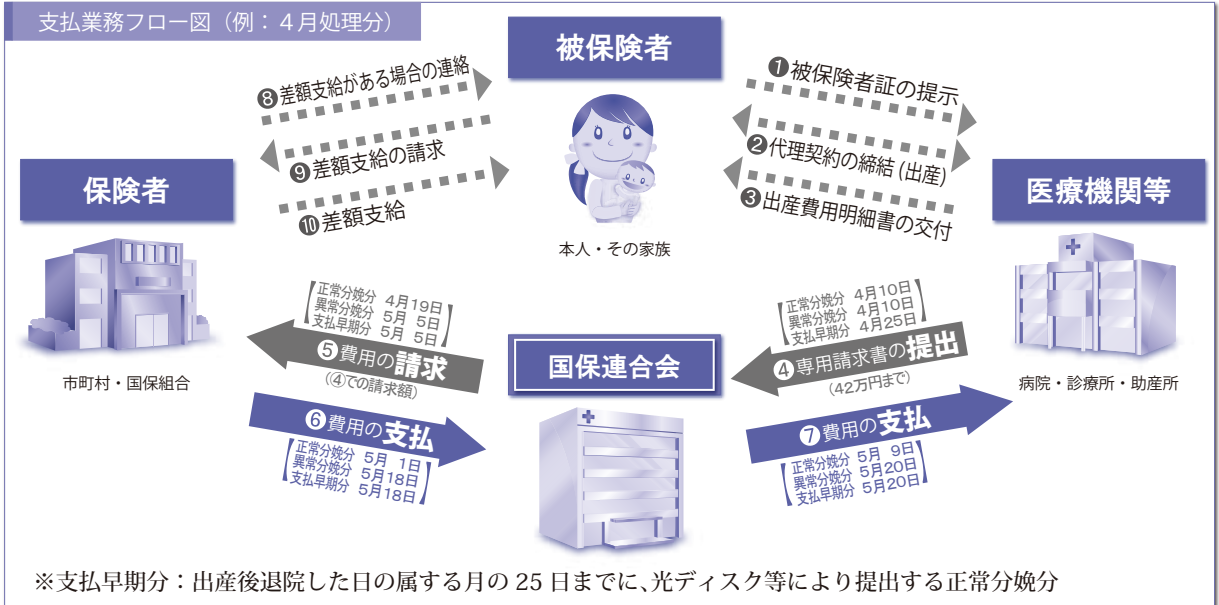 支払業務フロー図（例：４月処理分）
被保険者
本人・その家族
❶被保険者証の提示
❷代理契約の締結(出産)
❸出産費用明細書の交付
医療機関等
病院・診療所・助産所
正常分娩分 4月10日
異常分娩分 4月10日
支払早期分 4月25日
④専用請求書の提出
(42万円まで)
国保連合会
正常分娩分 4月19日
異常分娩分 5月 5日
支払早期分 5月 5日
⑤費用の請求
(④での請求額)
保険者
市町村・国保組合
⑥費用の支払
正常分娩分 5月 1日
異常分娩分 5月18日
支払早期分 5月18日
⑦費用の支払
正常分娩分 5月 9日
異常分娩分 5月20日
支払早期分 5月20日
❽差額支給がある場合の連絡
❾差額支給の請求
❿差額支給
※支払早期分：出産後退院した日の属する月の 25 日までに、光ディスク等により提出する正常分娩分